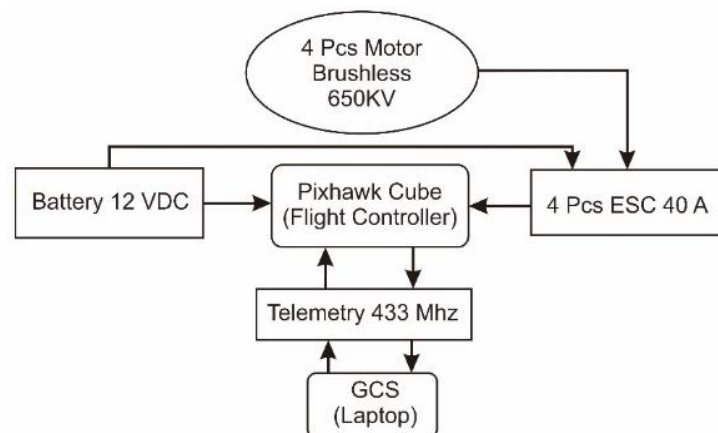 4 Pcs Motor
Brushless
650KV
Battery 12 VDC
Pixhawk Cube
(Flight Controller)
4 Pcs ESC 40 A
Telemetry 433 Mhz
GCS
(Laptop)